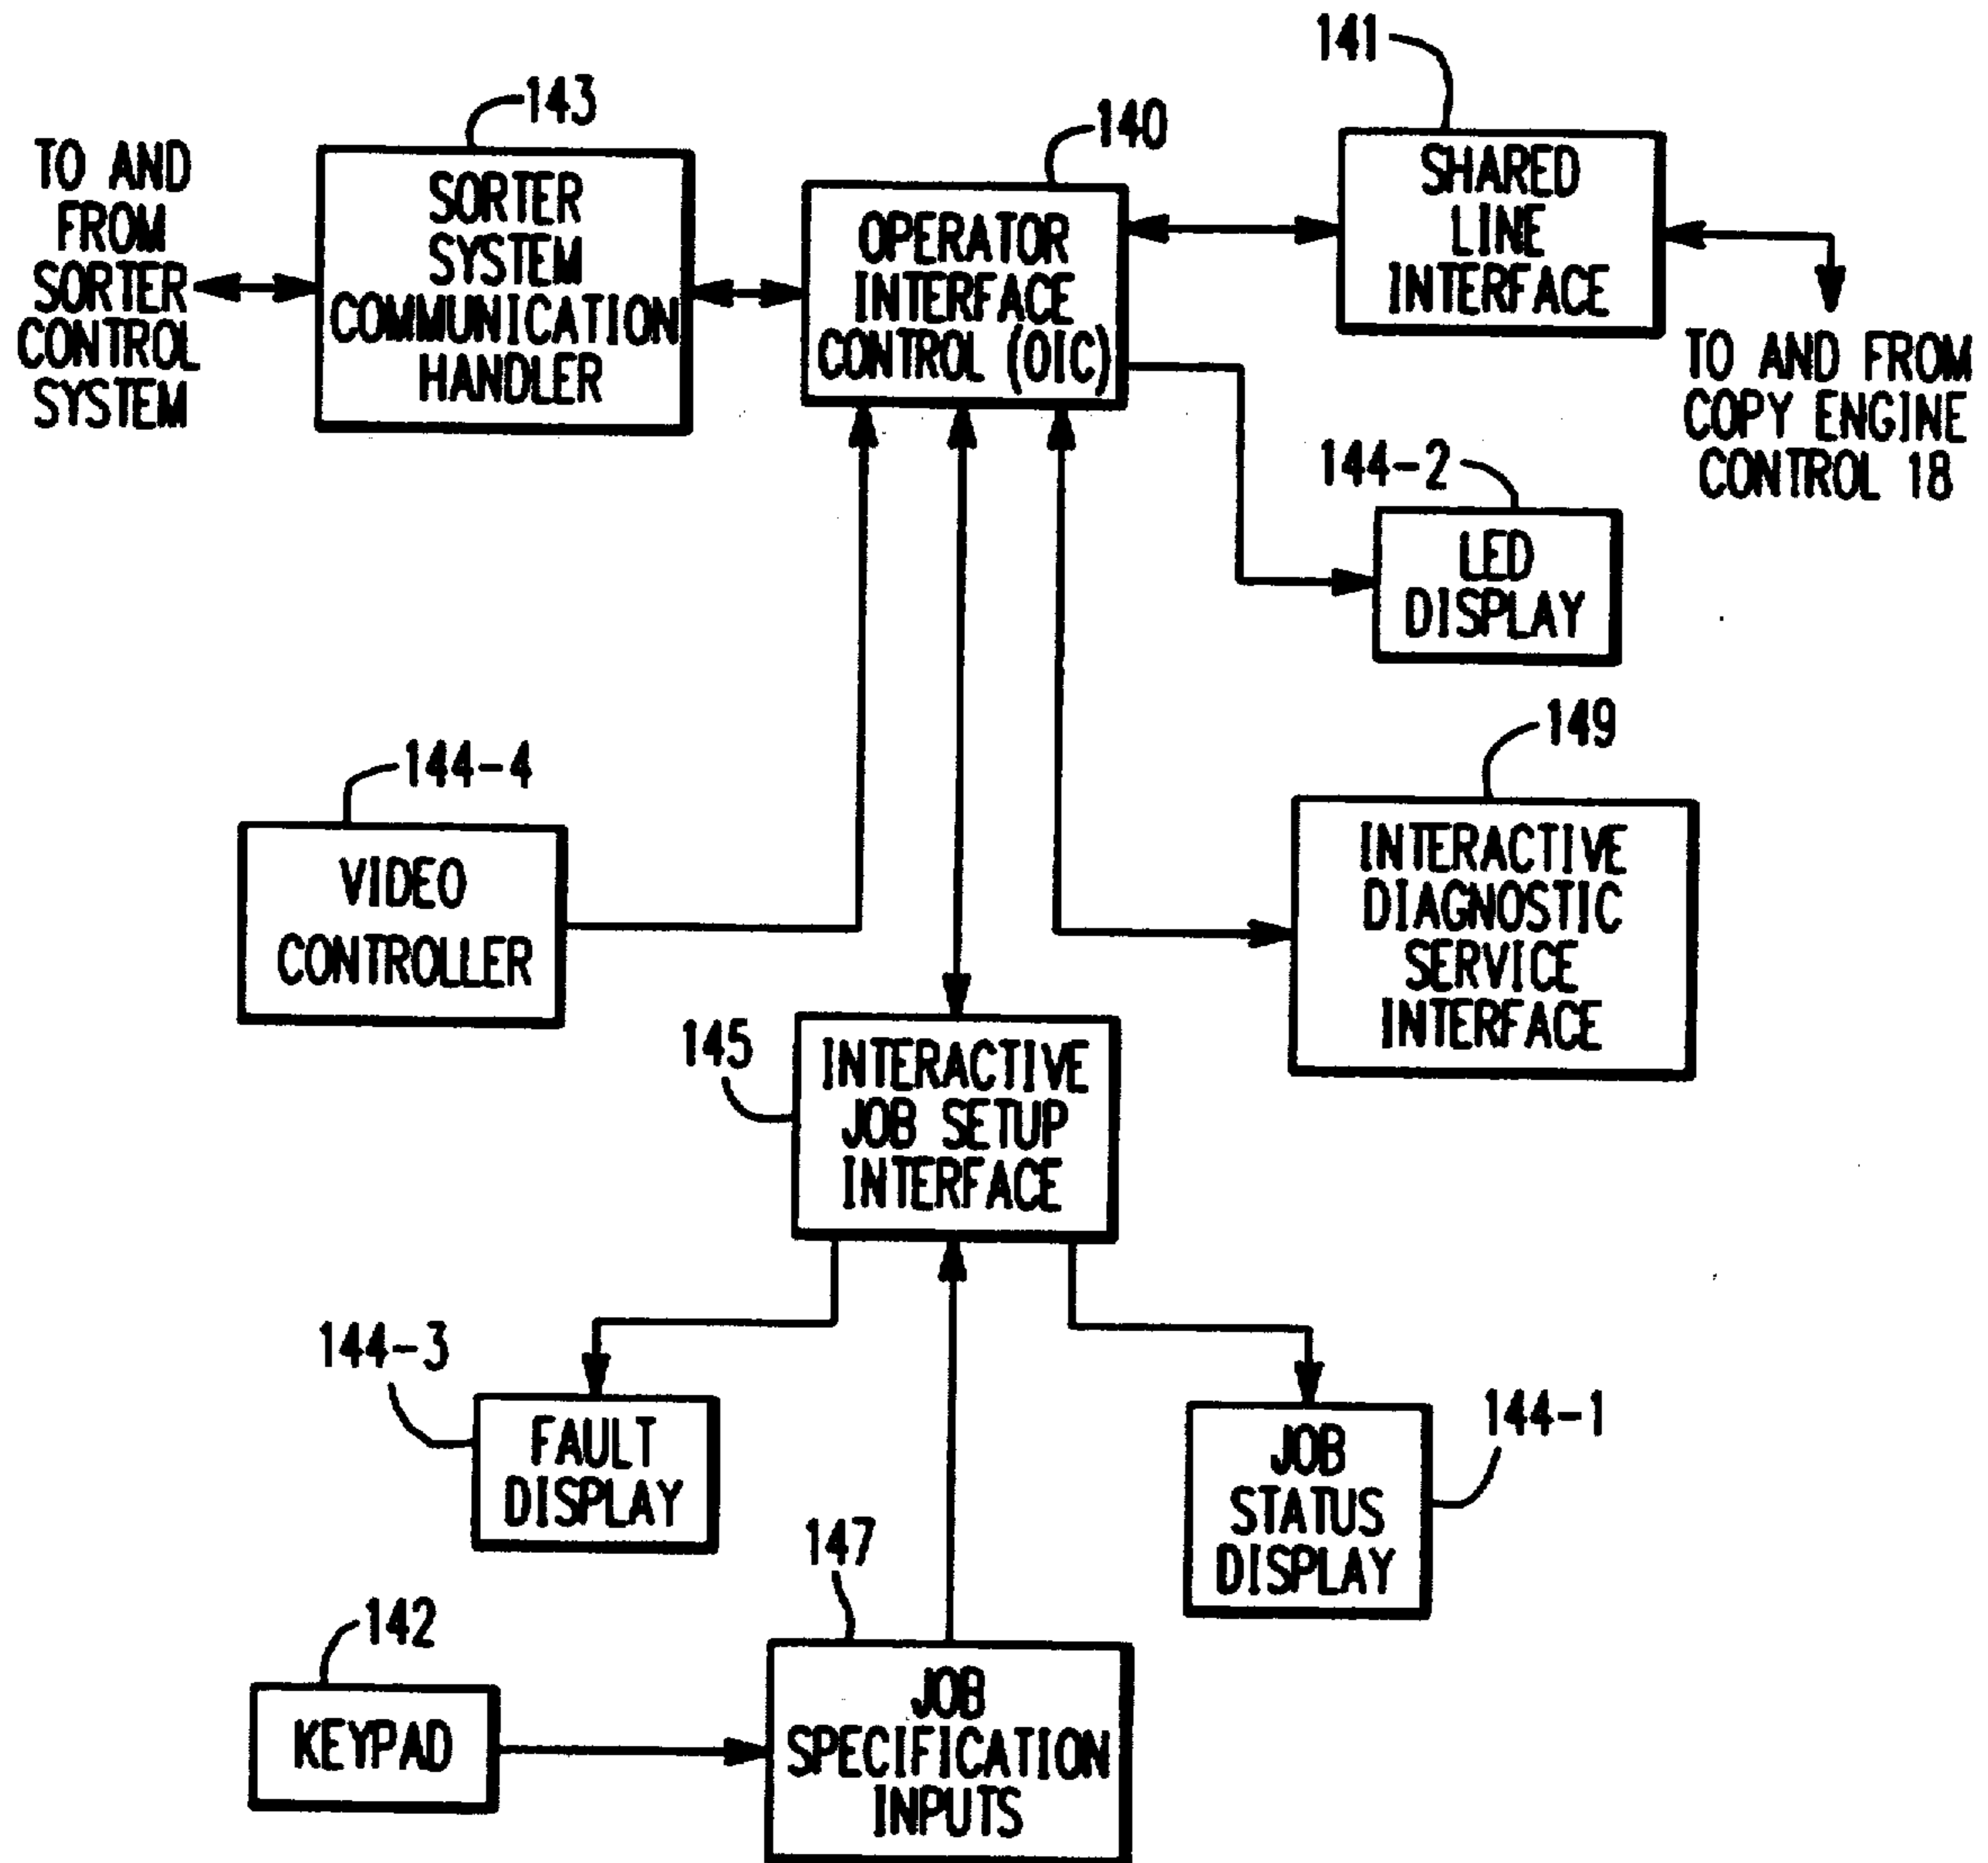 141
143
140
TO AND
FROM
SORTER
CONTROL
SYSTEM
SORTER
SYSTEM
COMMUNICATION
HANDLER
OPERATOR
INTERFACE
CONTROL (OIC)
SHARED
LINE
INTERFACE
TO AND FROM
COPY ENGINE
CONTROL 18
144-2
LED
DISPLAY
144-4
VIDEO
CONTROLLER
149
INTERACTIVE
DIAGNOSTIC
SERVICE
INTERFACE
145
INTERACTIVE
JOB SETUP
INTERFACE
144-3
FAULT
DISPLAY
144-1
JOB
STATUS
DISPLAY
142
KEYPAD
147
JOB
SPECIFICATION
INPUTS